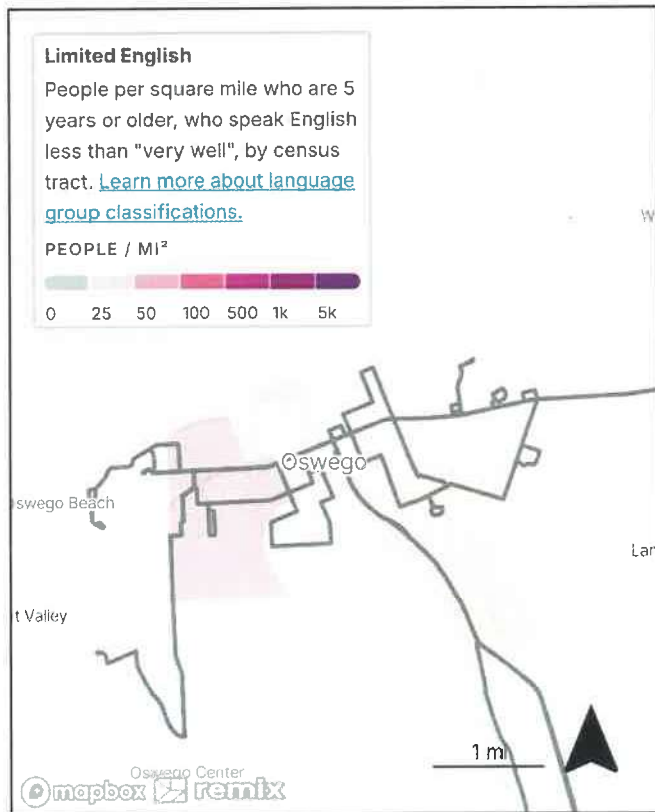 Limited English
People per square mile who are 5
years or older, who speak English
less than "very well", by census
tract. Learn more about language
group classifications.
PEOPLE / MI²
0 25 50 100 500 1k 5k
W
Oswego
swego Beach
Lar
t Valley
1 mi
Oswego Center
mapbox remix